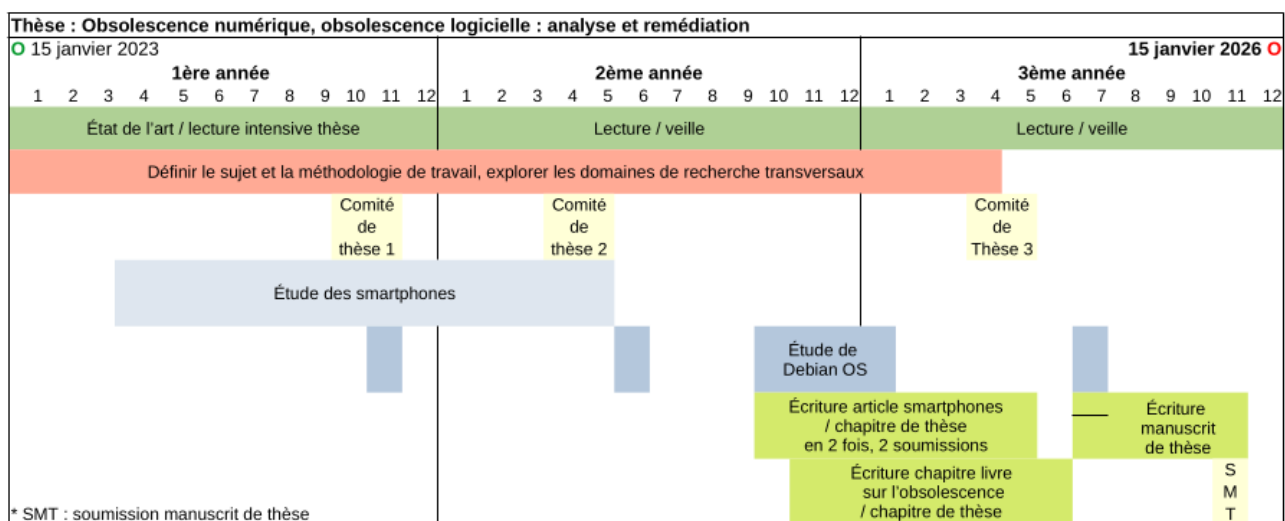 Thèse : Obsolescence numérique, obsolescence logicielle : analyse et remédiation
O 15 janvier 2023
15 janvier 2026 O
1ère année
2ème année
3ème année
1 2 3 4 5 6 7 8 9 10 11 12 1 2 3 4 5 6 7 8 9 10 11 12 1 2 3 4 5 6 7 8 9 10 11 12
État de l'art / lecture intensive thèse
Lecture / veille
Lecture / veille
Définir le sujet et la méthodologie de travail, explorer les domaines de recherche transversaux
Comité
de
thèse 1
Comité
de
thèse 2
Comité
de
Thèse 3
Étude des smartphones
Étude de
Debian OS
Écriture article smartphones
/ chapitre de thèse
en 2 fois, 2 soumissions
Écriture
manuscrit
de thèse
Écriture chapitre livre
sur l'obsolescence
/ chapitre de thèse
S
M
T
* SMT : soumission manuscrit de thèse